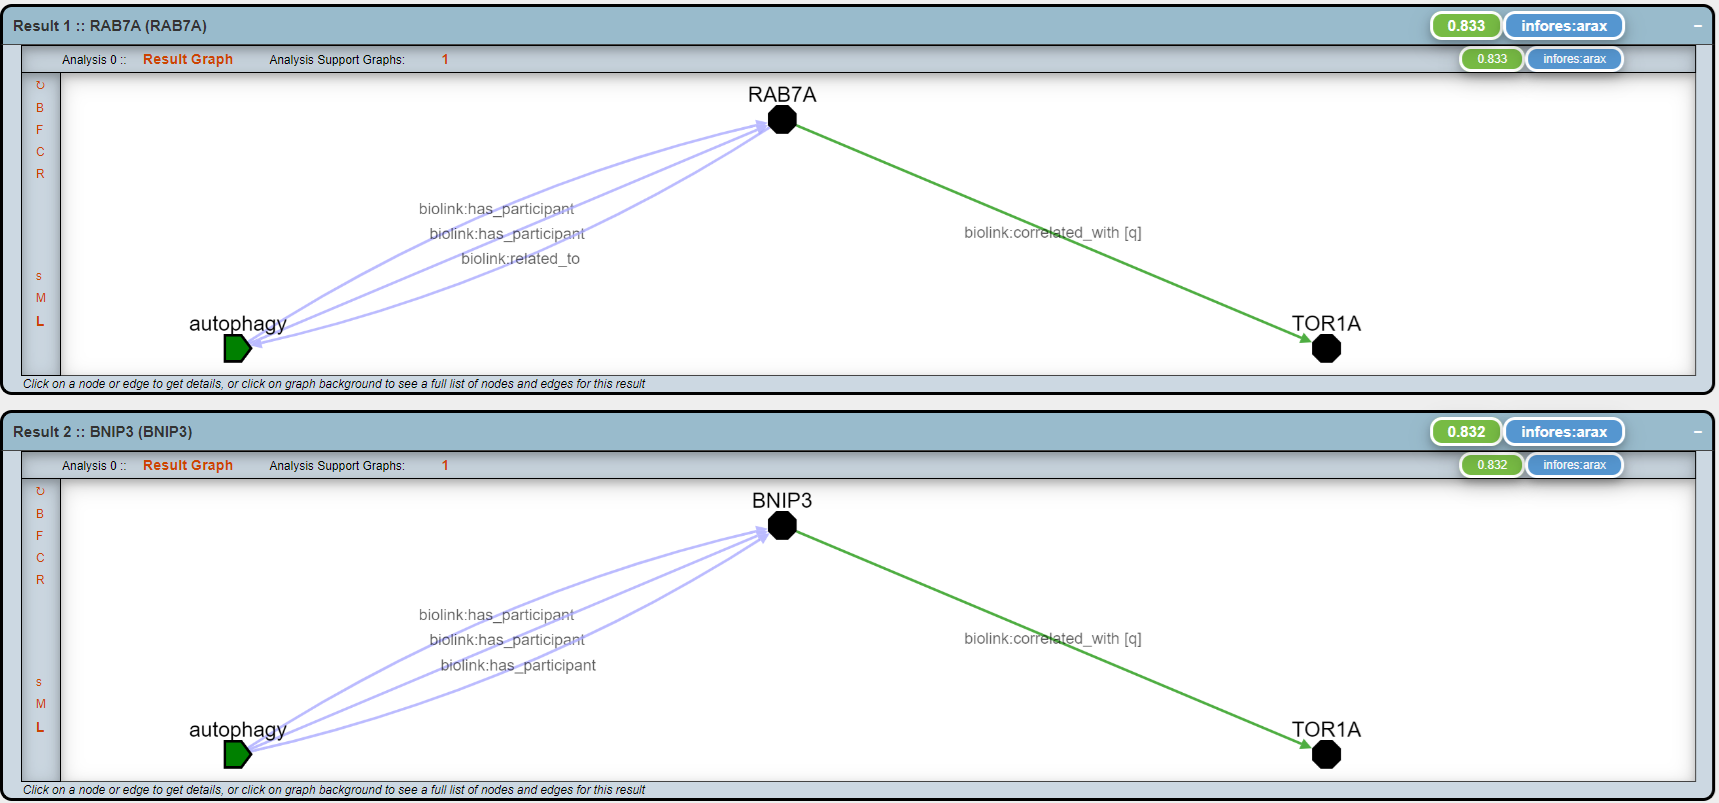 Result 1 :: RAB7A (RAB7A) 0.833 infores:arax –
Analysis 0 :: Result Graph Analysis Support Graphs: 1 0.833 infores:arax
↻
B
F
C
R
s
M
L
RAB7A
biolink:has_participant
biolink:has_participant
biolink:related_to
biolink:correlated_with [q]
autophagy
TOR1A
Click on a node or edge to get details, or click on graph background to see a full list of nodes and edges for this result
Result 2 :: BNIP3 (BNIP3) 0.832 infores:arax –
Analysis 0 :: Result Graph Analysis Support Graphs: 1 0.832 infores:arax
↻
B
F
C
R
s
M
L
BNIP3
biolink:has_participant
biolink:has_participant
biolink:has_participant
biolink:correlated_with [q]
autophagy
TOR1A
Click on a node or edge to get details, or click on graph background to see a full list of nodes and edges for this result